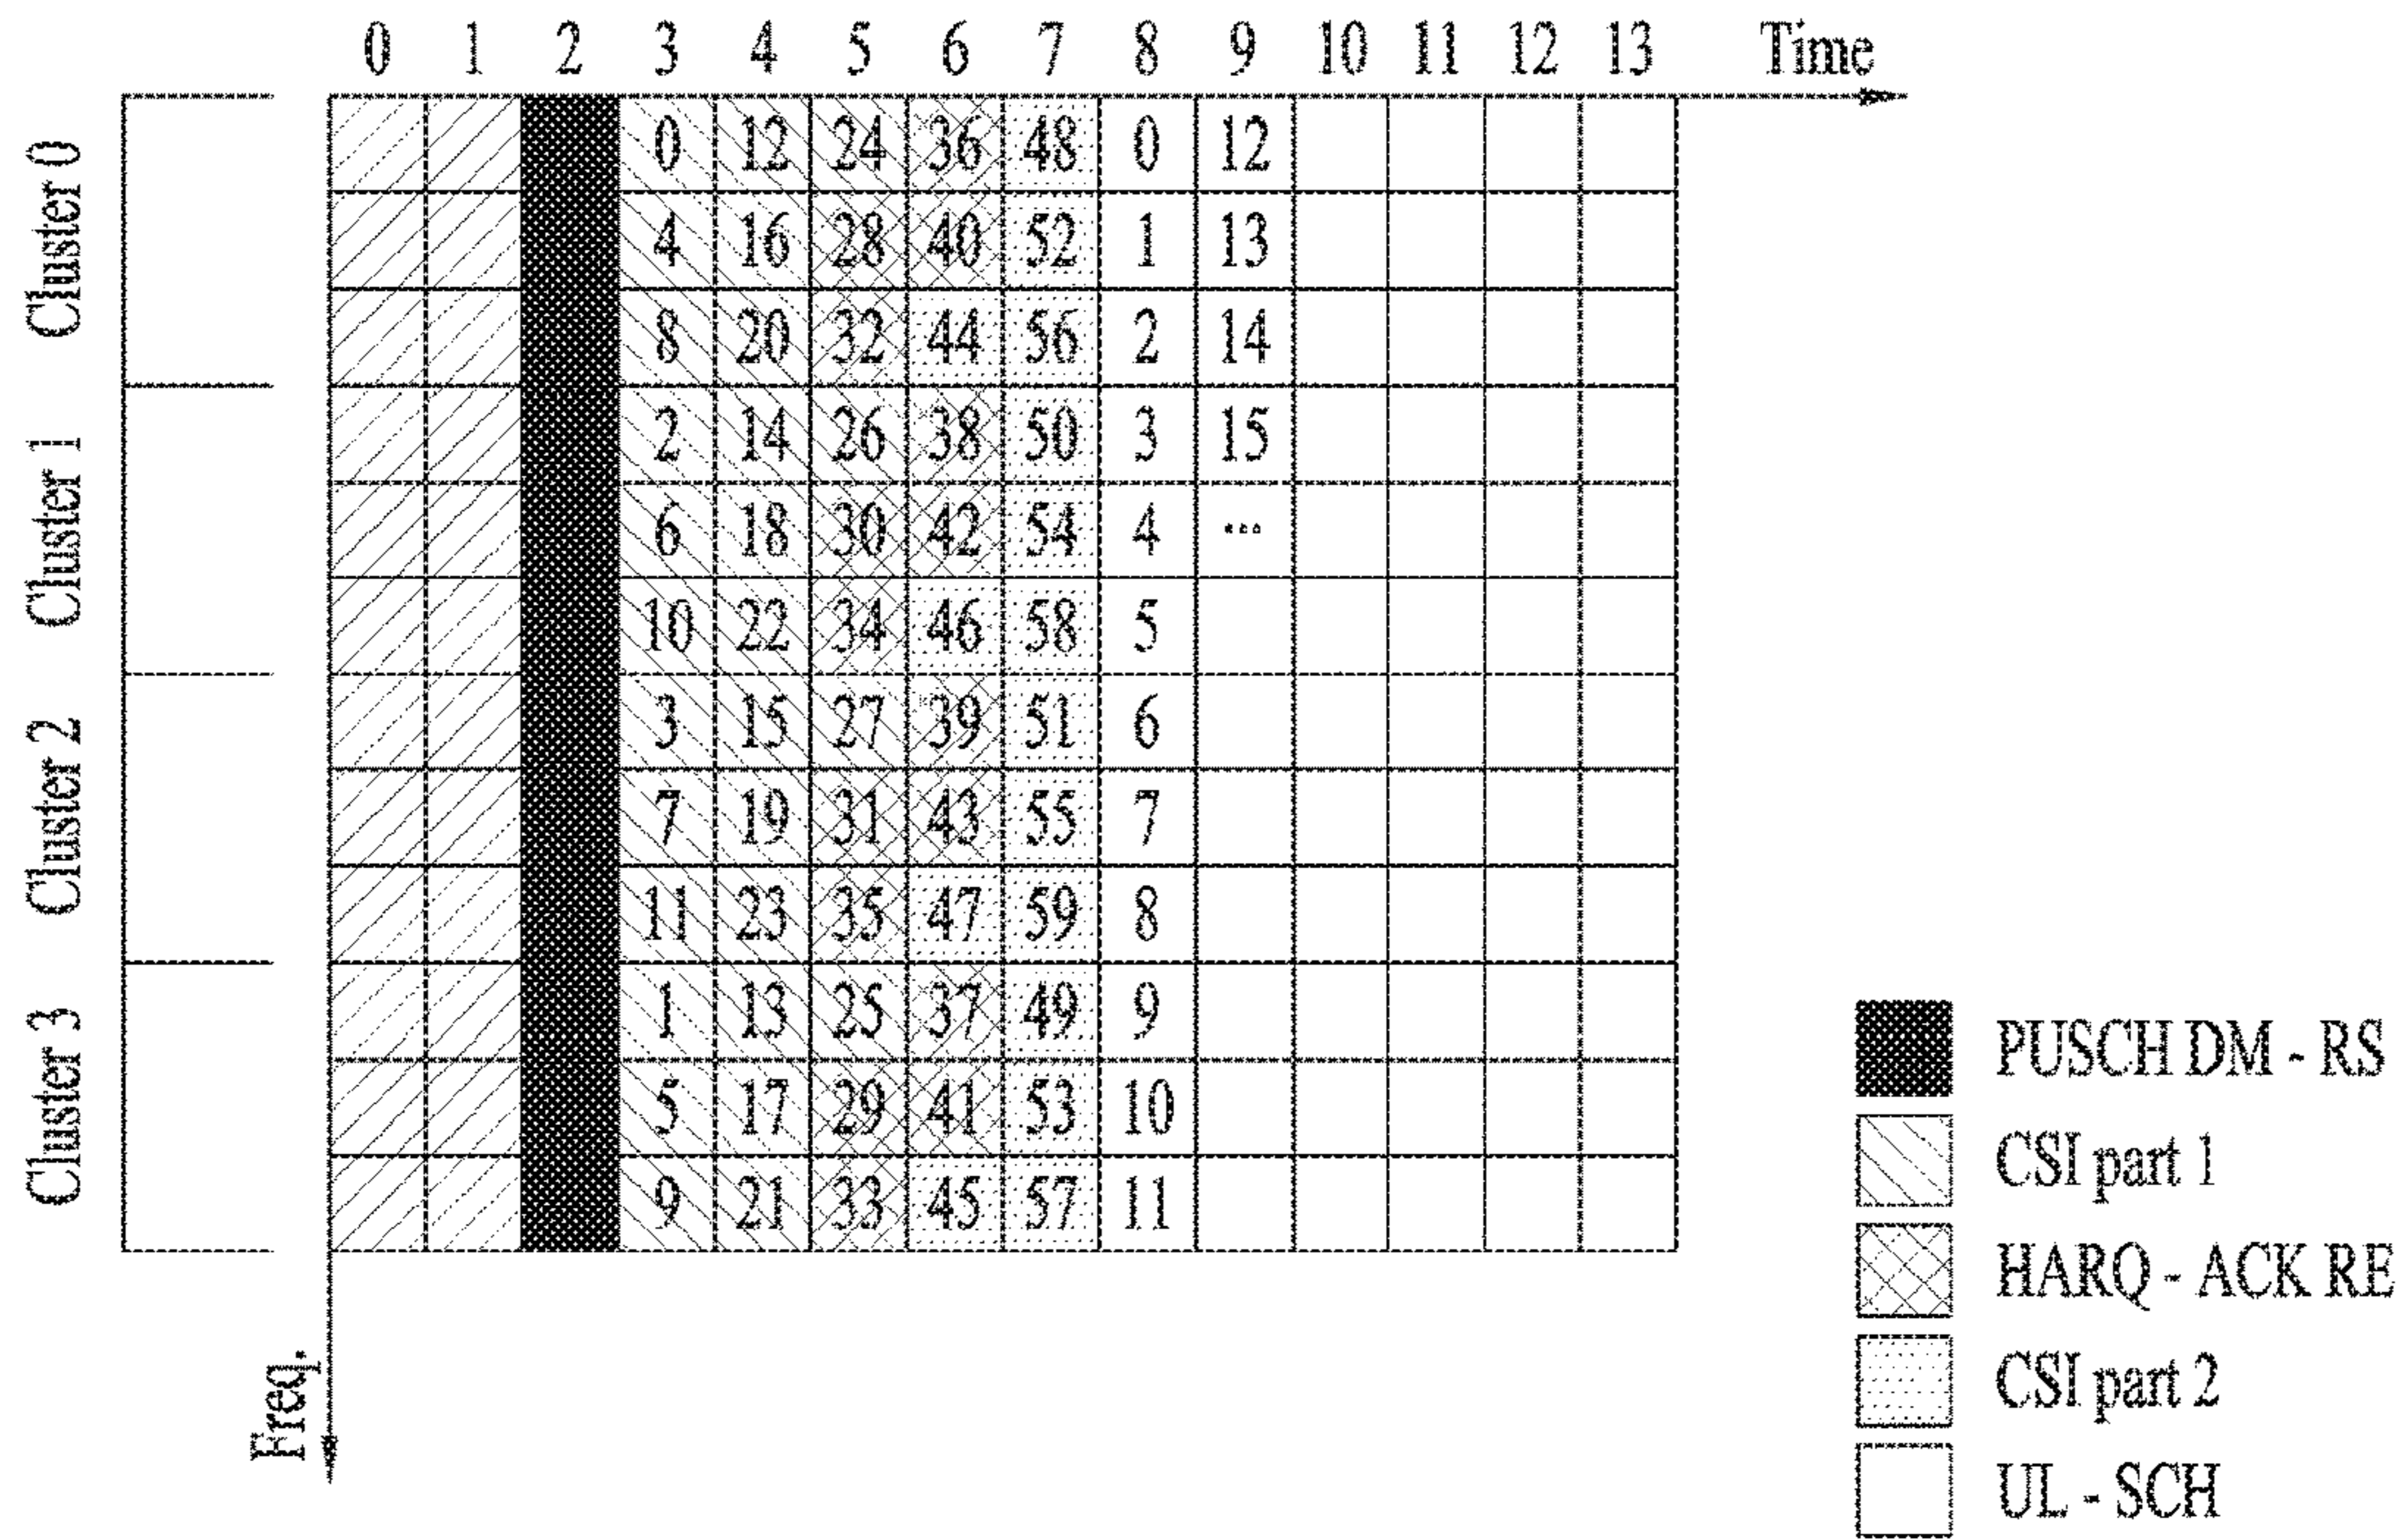 0 1 2 3 4 5 6 7 8 9 10 11 12 13 Time
Cluster 0
0 12 24 36 48 0 12
4 16 28 40 52 1 13
8 20 32 44 56 2 14
Cluster 1
2 14 26 38 50 3 15
6 18 30 42 54 4 ...
10 22 34 46 58 5
Cluster 2
3 15 27 39 51 6
7 19 31 43 55 7
11 23 35 47 59 8
Cluster 3
1 13 25 37 49 9
5 17 29 41 53 10
9 21 33 45 57 11
Freq.
PUSCH DM - RS
CSI part 1
HARQ - ACK RE
CSI part 2
UL - SCH